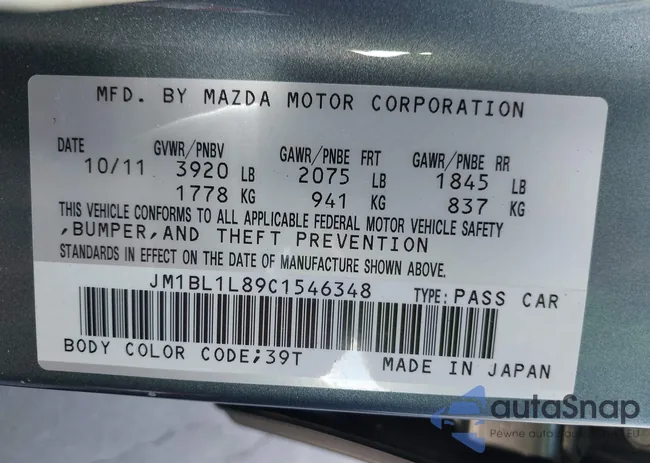 MFD. BY MAZDA MOTOR CORPORATION
DATE GVWR/PNBV GAWR/PNBE FRT GAWR/PNBE RR
10/11 3920 LB 2075 LB 1845 LB
1778 KG 941 KG 837 KG
THIS VEHICLE CONFORMS TO ALL APPLICABLE FEDERAL MOTOR VEHICLE SAFETY
,BUMPER,AND THEFT PREVENTION
STANDARDS IN EFFECT ON THE DATE OF MANUFACTURE SHOWN ABOVE.
JM1BL1L89C1546348 TYPE: PASS CAR
BODY COLOR CODE;39T MADE IN JAPAN
autoSnap
Pewne auto EU